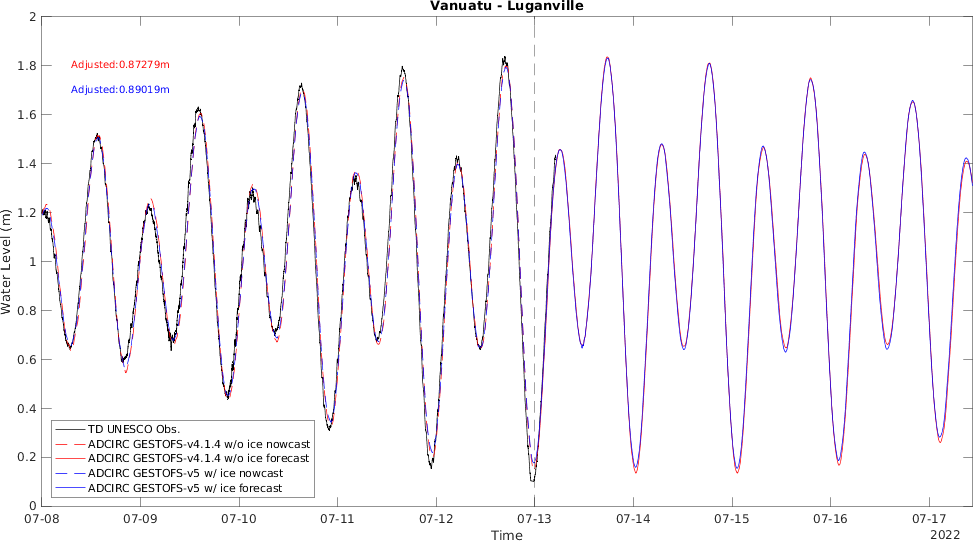 Vanuatu - Luganville
Adjusted:0.87279m
Adjusted:0.89019m
Water Level (m)
2
1.8
1.6
1.4
1.2
1
0.8
0.6
0.4
0.2
0
TD UNESCO Obs.
ADCIRC GESTOFS-v4.1.4 w/o ice nowcast
ADCIRC GESTOFS-v4.1.4 w/o ice forecast
ADCIRC GESTOFS-v5 w/ ice nowcast
ADCIRC GESTOFS-v5 w/ ice forecast
07-08 07-09 07-10 07-11 07-12 07-13 07-14 07-15 07-16 07-17
Time
2022